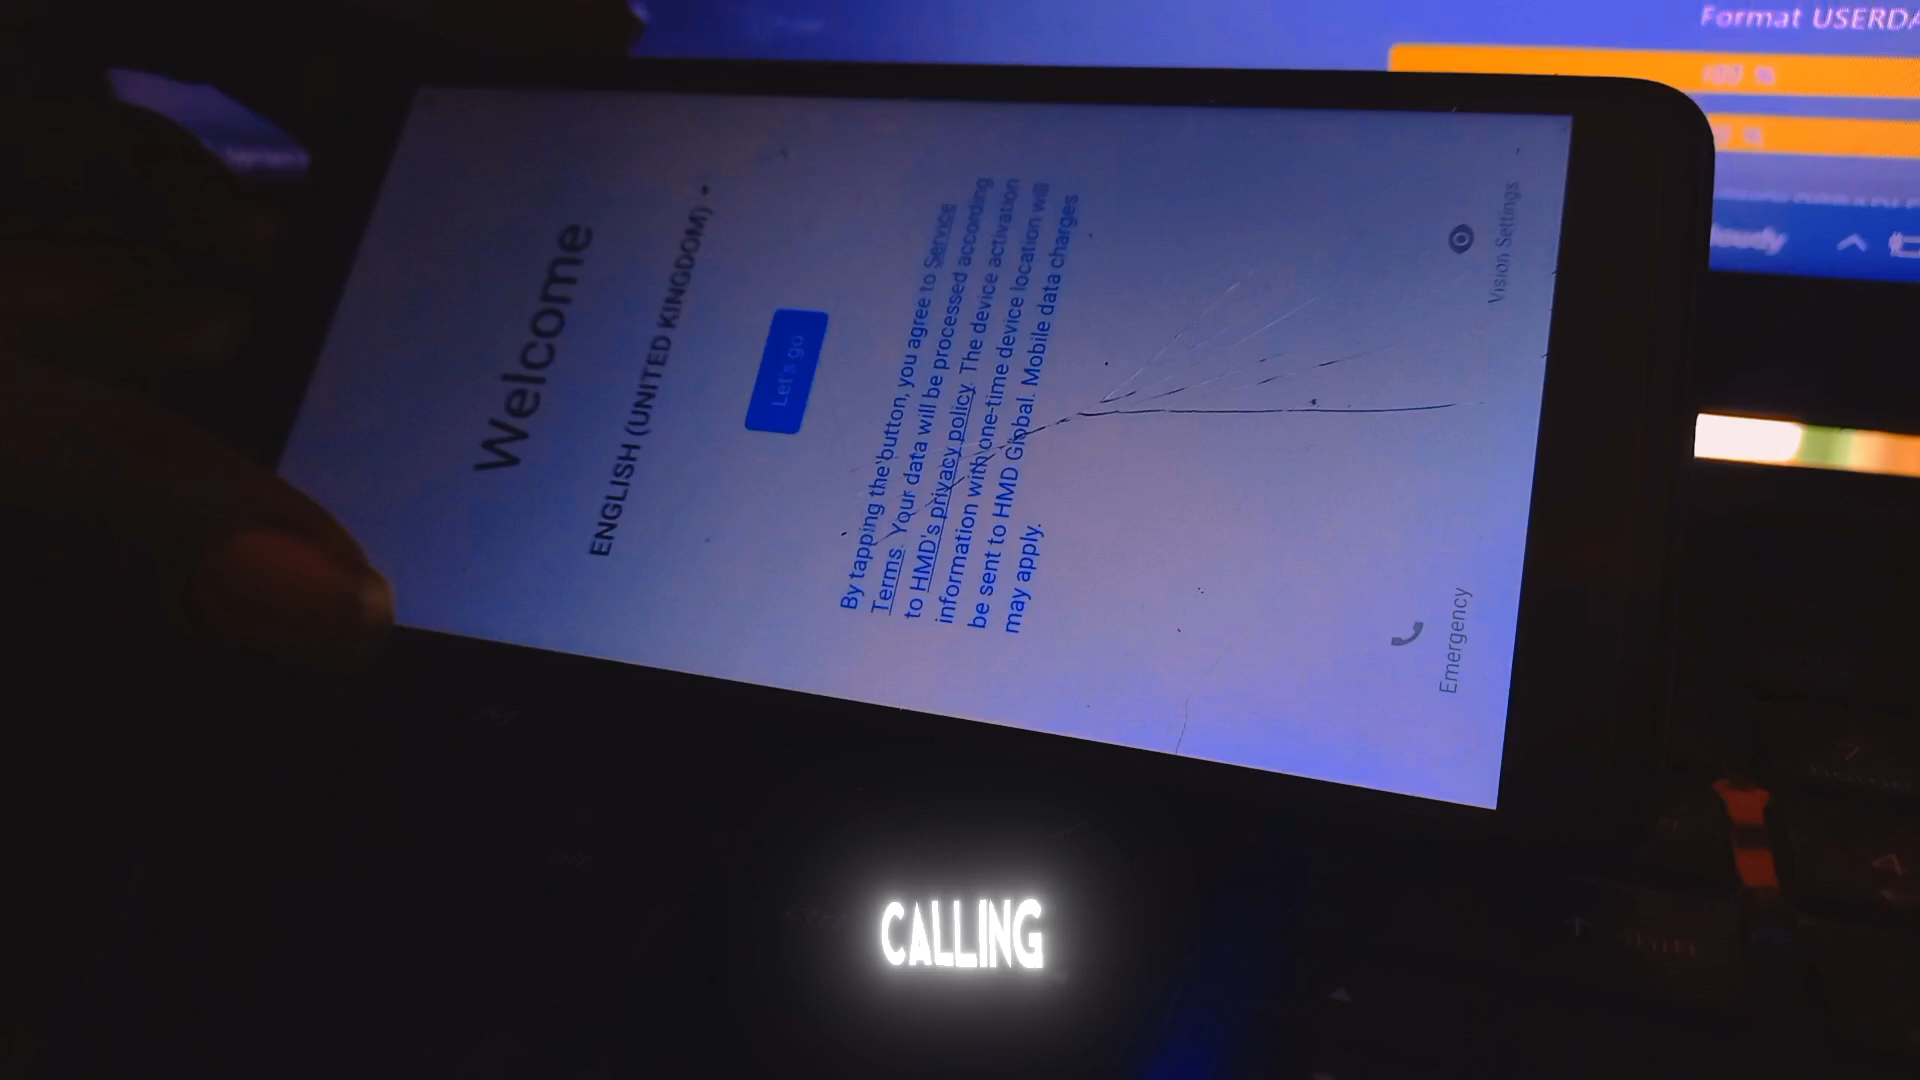 Format USERDA
100 %
Welcome
ENGLISH (UNITED KINGDOM)
Let's go
By tapping the button, you agree to Service
Terms. Your data will be processed according
to HMD's privacy policy. The device activation
information with one-time device location will
be sent to HMD Global. Mobile data charges
may apply.
Vision Settings
Emergency
CALLING
shift